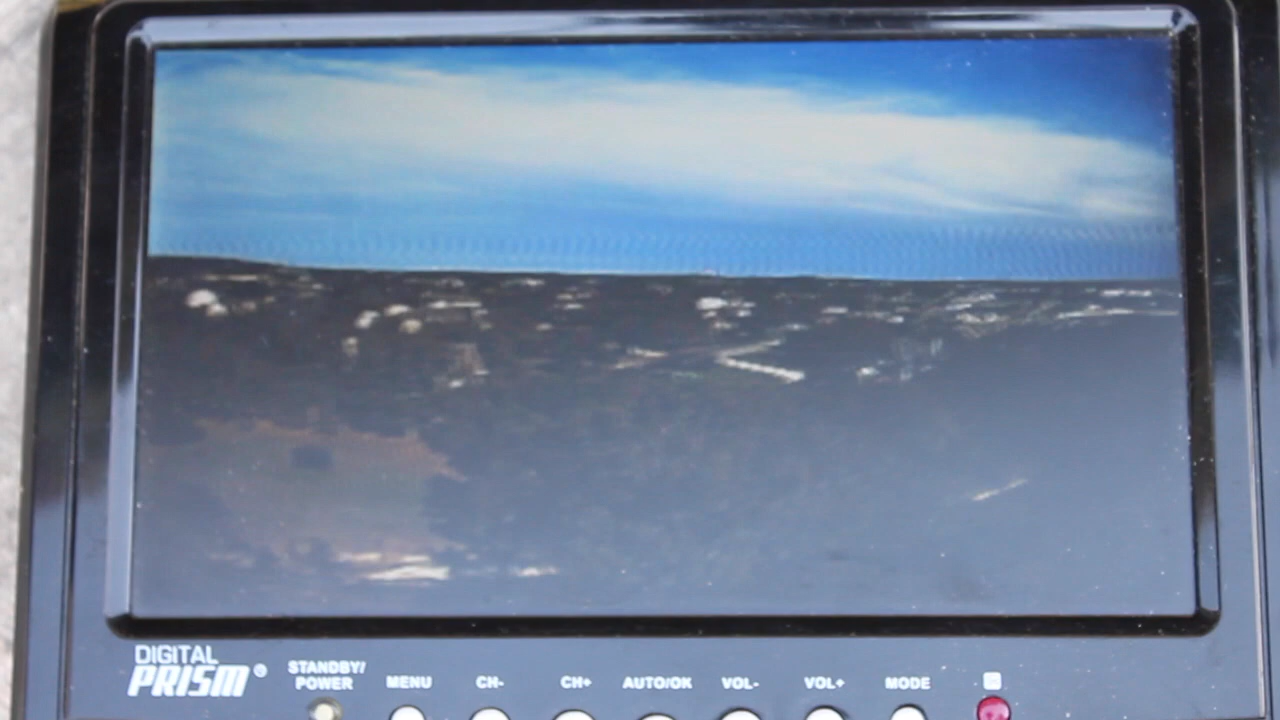 DIGITAL
PRISM®
STANDBY/
POWER
MENU
CH-
CH+
AUTO/OK
VOL-
VOL+
MODE